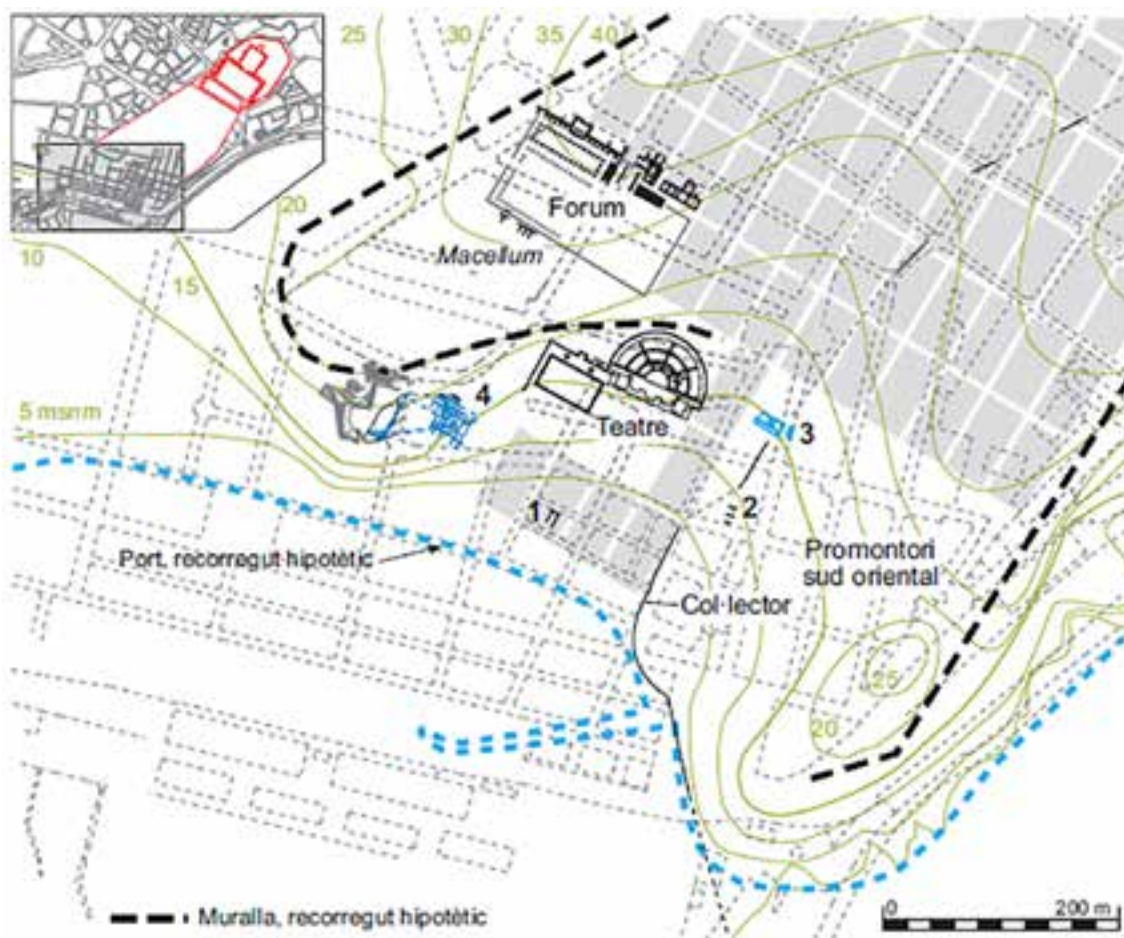 25
30
35
40
20
10
15
Forum
Macellum
5 msnm
4
Teatre
3
2
1
Port, recorregut hipotètic
Promontori
sud oriental
Col·lector
25
20
Muralla, recorregut hipotètic
0
200 m